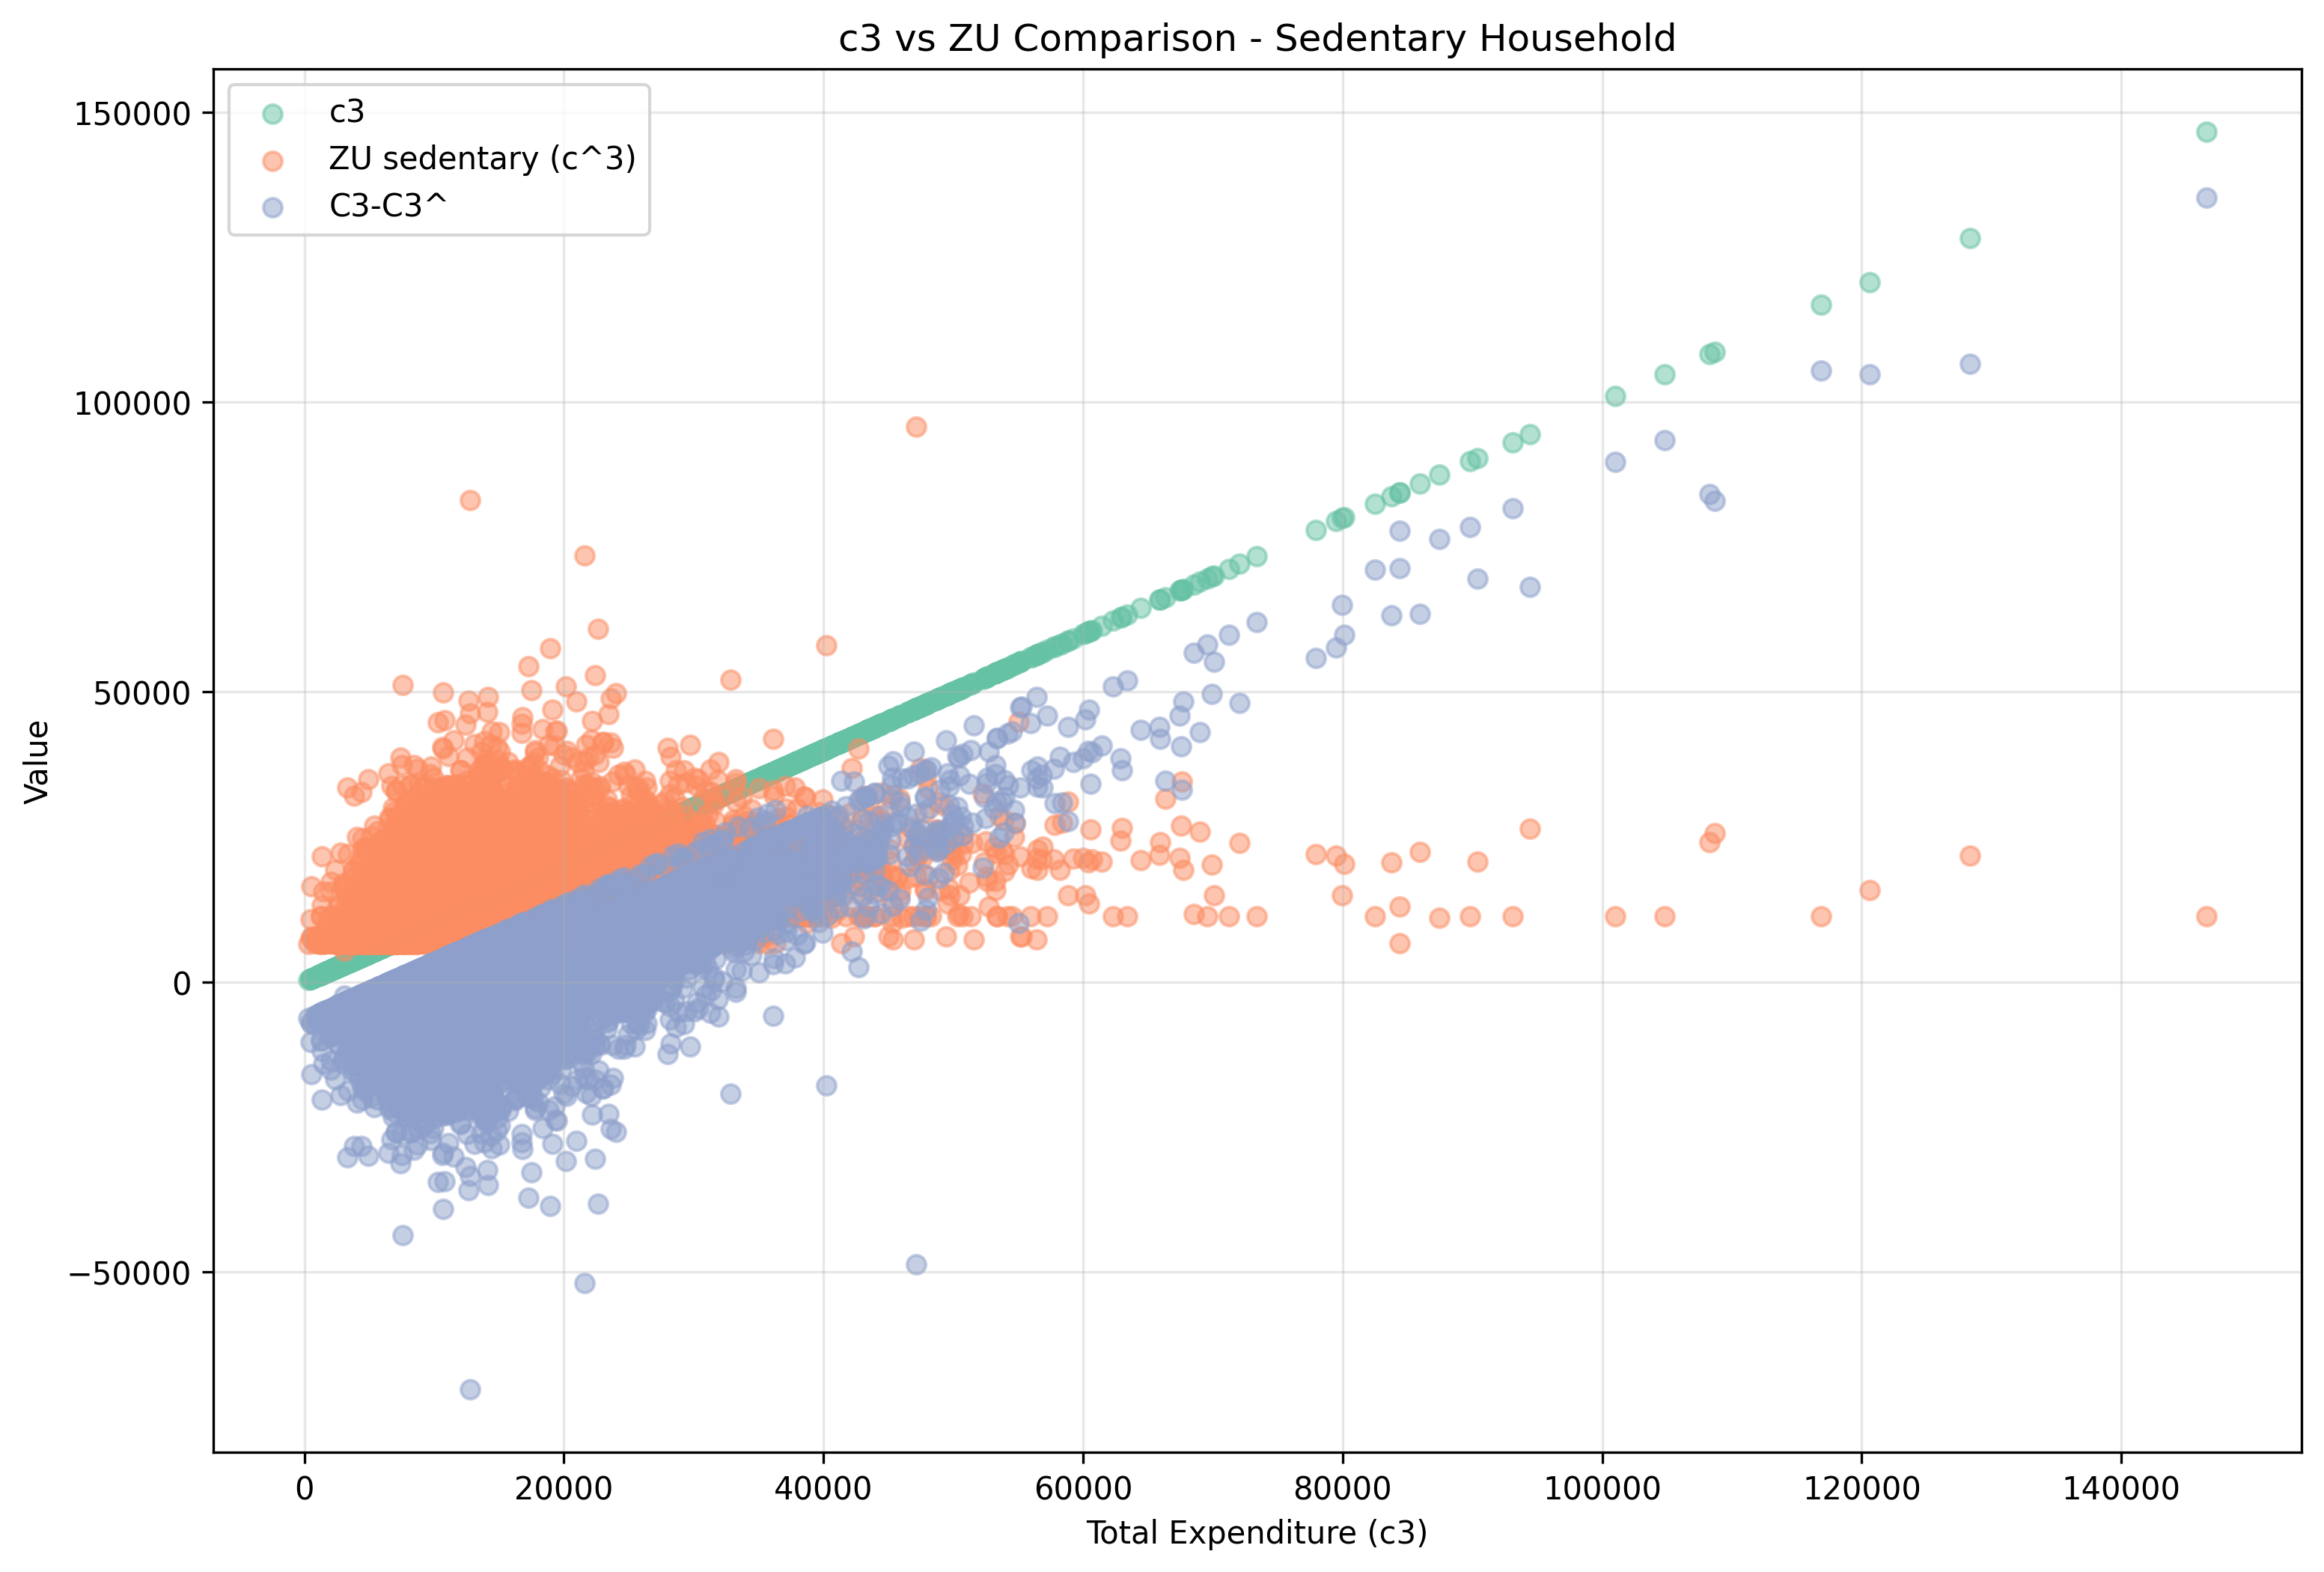 c3 vs ZU Comparison - Sedentary Household
c3
ZU sedentary (c^3)
C3-C3^
Value
150000
100000
50000
0
−50000
0 20000 40000 60000 80000 100000 120000 140000
Total Expenditure (c3)